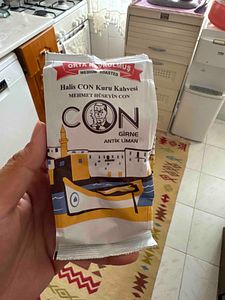 ORTA KAVRULMUŞ
MEDIUM ROASTED
Halis CON Kuru Kahvesi
MEHMET HÜSEYİN CON
CON
GİRNE
ANTİK LİMAN